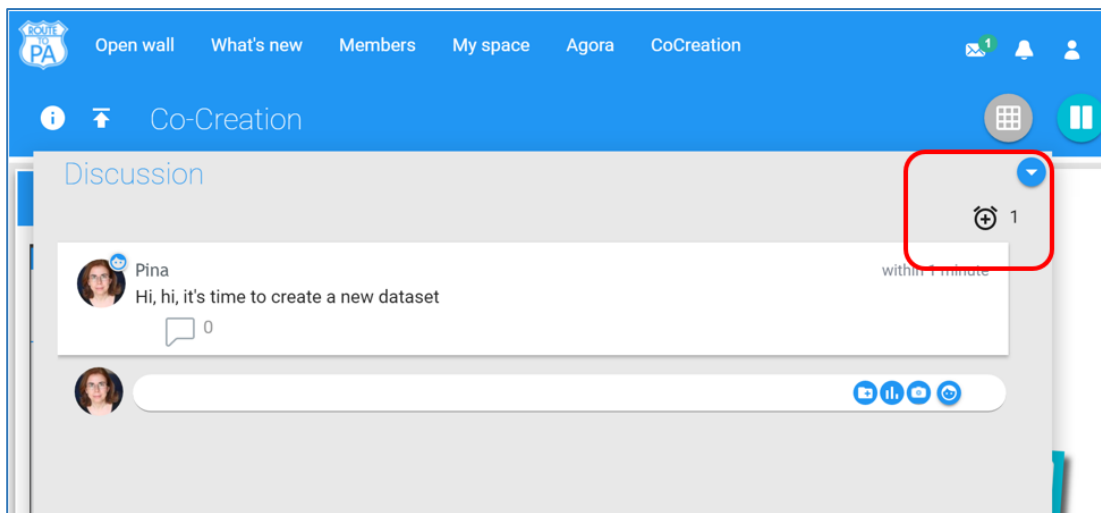 ROUTE
TO
PA
Open wall What's new Members My space Agora CoCreation
1
Co-Creation
Discussion
1
Pina within 1 minute
Hi, hi, it's time to create a new dataset
0